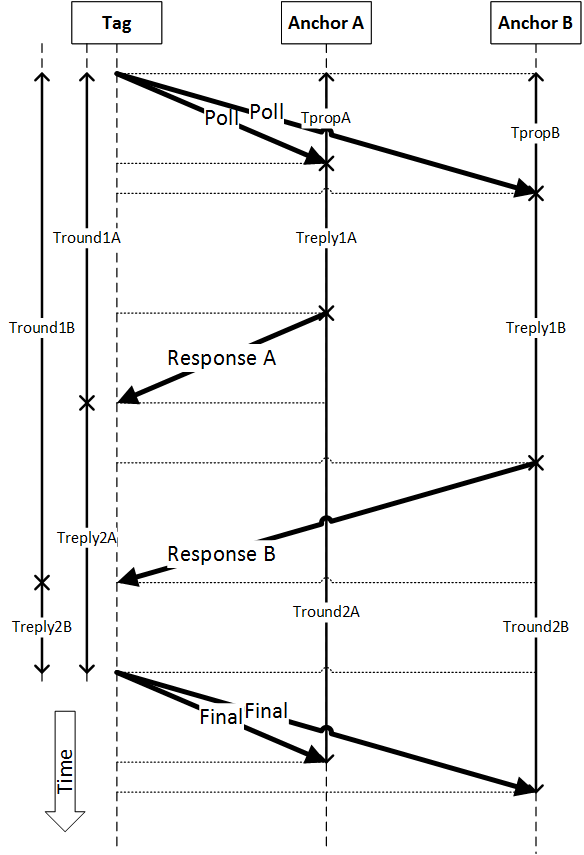 Tag
Anchor A
Anchor B
Poll
Poll
TpropA
TpropB
Tround1A
Treply1A
Tround1B
Treply1B
Response A
Treply2A
Response B
Tround2A
Treply2B
Tround2B
Final
Final
Time